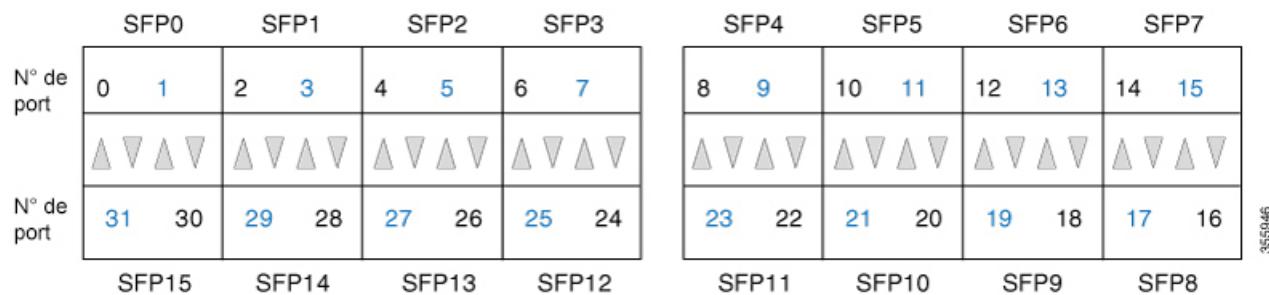 SFP0 SFP1 SFP2 SFP3 SFP4 SFP5 SFP6 SFP7
N° de
port
0 1 2 3 4 5 6 7 8 9 10 11 12 13 14 15
N° de
port
31 30 29 28 27 26 25 24 23 22 21 20 19 18 17 16
SFP15 SFP14 SFP13 SFP12 SFP11 SFP10 SFP9 SFP8
355946